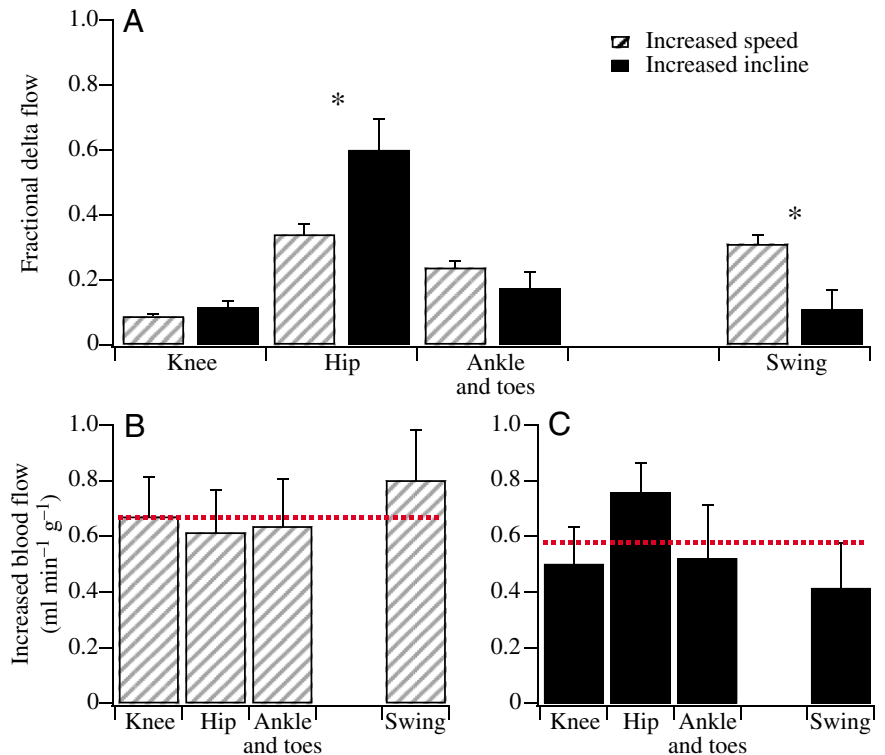 A
Increased speed
Increased incline
Fractional delta flow
1.0
0.8
0.6
0.4
0.2
0
*
*
Knee
Hip
Ankle
and toes
Swing
B
Increased blood flow
(ml min⁻¹ g⁻¹)
1.0
0.8
0.6
0.4
0.2
0
Knee
Hip
Ankle
and toes
Swing
C
1.0
0.8
0.6
0.4
0.2
0
Knee
Hip
Ankle
and toes
Swing